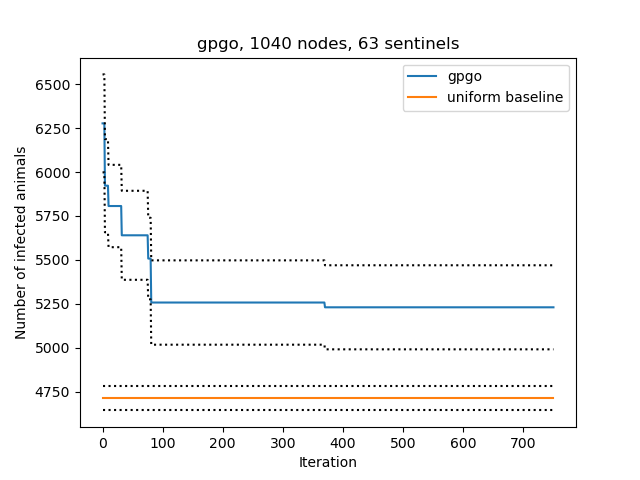 gpgo, 1040 nodes, 63 sentinels
gpgo
uniform baseline
Number of infected animals
6500
6250
6000
5750
5500
5250
5000
4750
0 100 200 300 400 500 600 700
Iteration